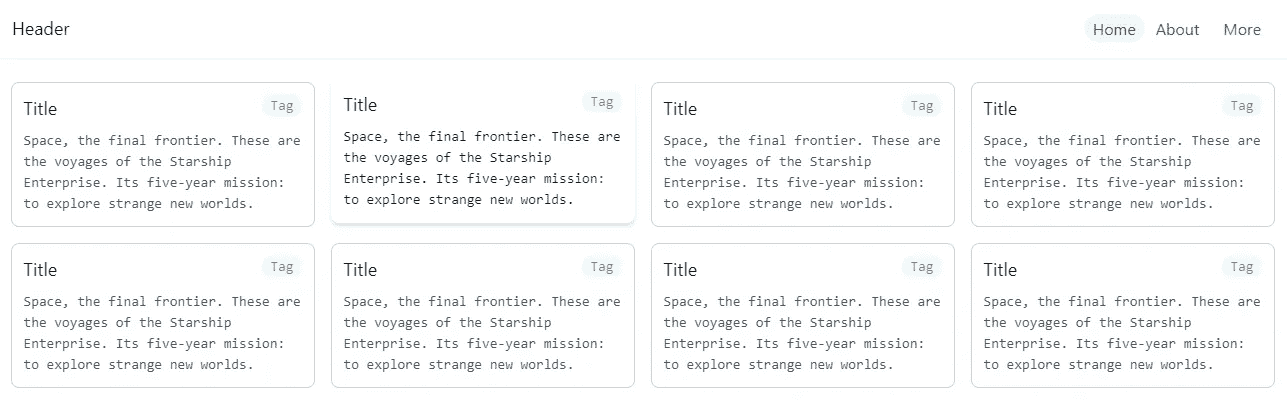 Header
Home About More
Title Tag
Space, the final frontier. These are
the voyages of the Starship
Enterprise. Its five-year mission:
to explore strange new worlds.
Title Tag
Space, the final frontier. These are
the voyages of the Starship
Enterprise. Its five-year mission:
to explore strange new worlds.
Title Tag
Space, the final frontier. These are
the voyages of the Starship
Enterprise. Its five-year mission:
to explore strange new worlds.
Title Tag
Space, the final frontier. These are
the voyages of the Starship
Enterprise. Its five-year mission:
to explore strange new worlds.
Title Tag
Space, the final frontier. These are
the voyages of the Starship
Enterprise. Its five-year mission:
to explore strange new worlds.
Title Tag
Space, the final frontier. These are
the voyages of the Starship
Enterprise. Its five-year mission:
to explore strange new worlds.
Title Tag
Space, the final frontier. These are
the voyages of the Starship
Enterprise. Its five-year mission:
to explore strange new worlds.
Title Tag
Space, the final frontier. These are
the voyages of the Starship
Enterprise. Its five-year mission:
to explore strange new worlds.